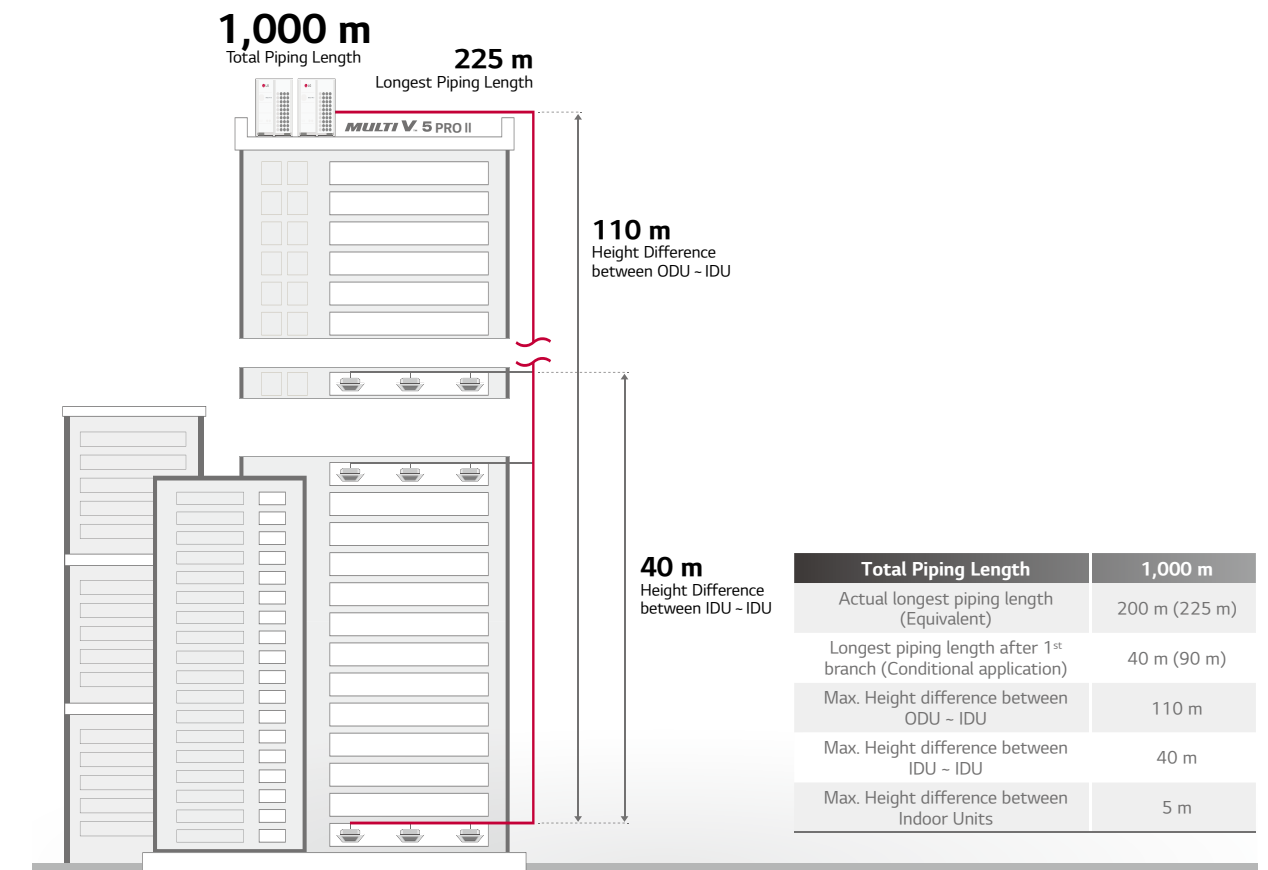 1,000 m
Total Piping Length
225 m
Longest Piping Length
LG
LG
MULTI V™ 5 PRO II
110 m
Height Difference
between ODU ~ IDU
40 m
Height Difference
between IDU ~ IDU
Total Piping Length 1,000 m
Actual longest piping length
(Equivalent) 200 m (225 m)
Longest piping length after 1st
branch (Conditional application) 40 m (90 m)
Max. Height difference between
ODU ~ IDU 110 m
Max. Height difference between
IDU ~ IDU 40 m
Max. Height difference between
Indoor Units 5 m